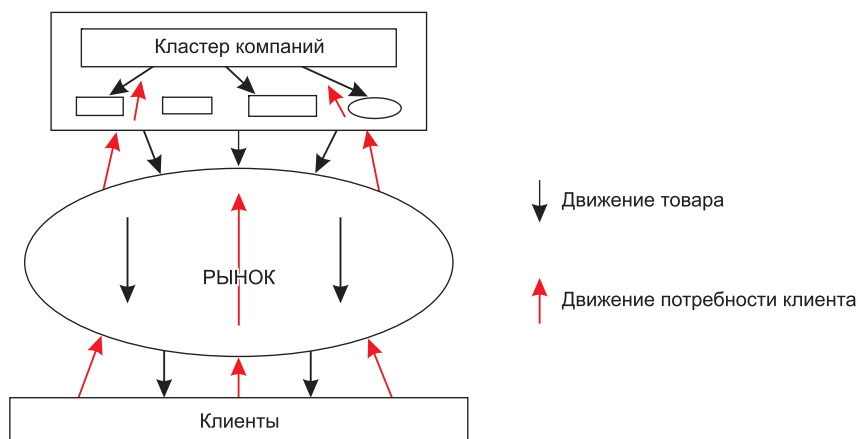 Кластер компаний
Движение товара
РЫНОК
Движение потребности клиента
Клиенты